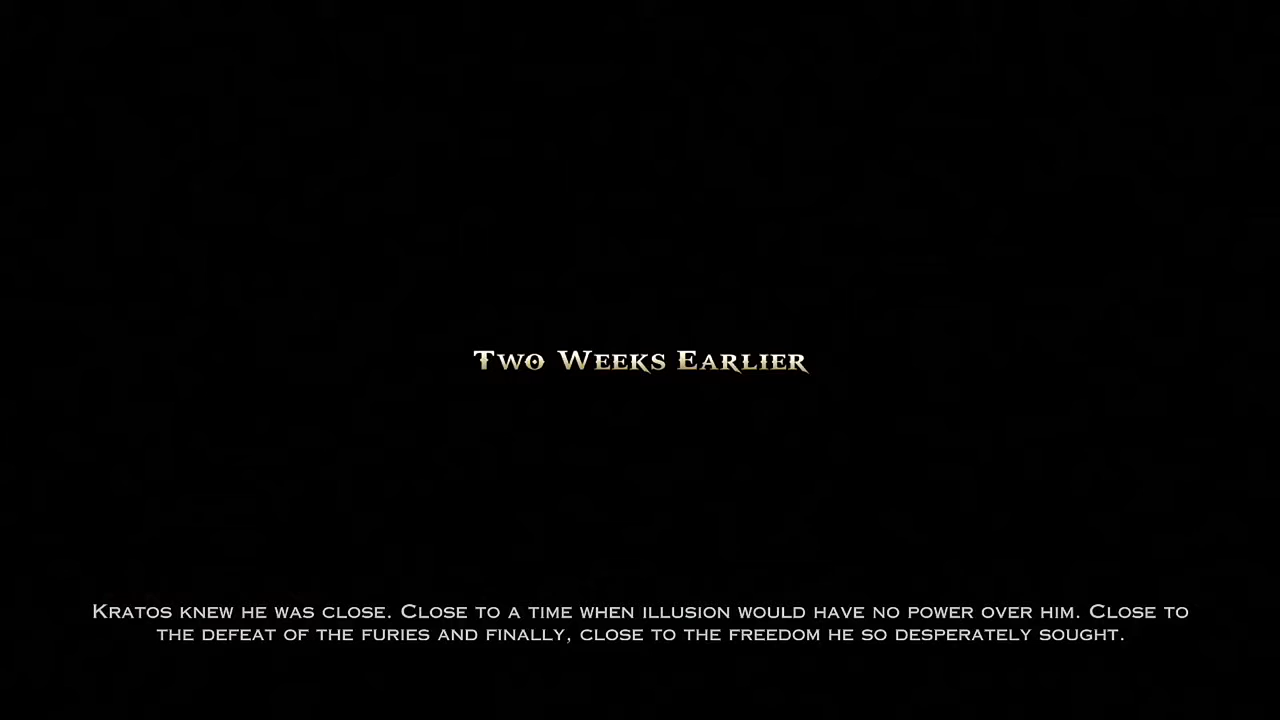 Two Weeks Earlier
Kratos knew he was close. Close to a time when illusion would have no power over him. Close to
the defeat of the Furies and finally, close to the freedom he so desperately sought.